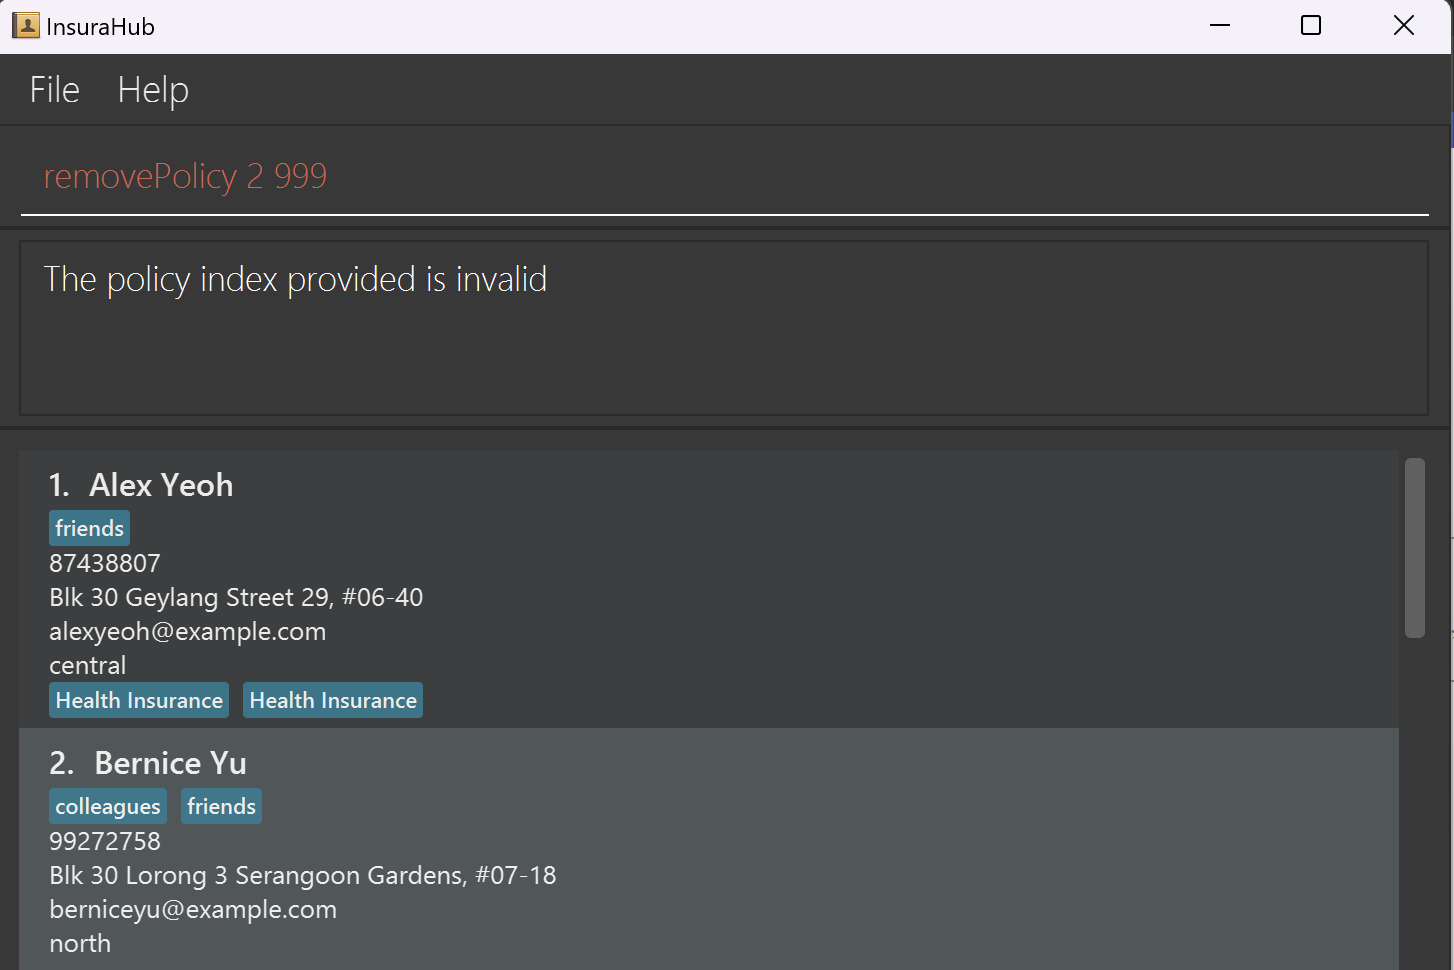 InsuraHub
File Help
removePolicy 2 999
The policy index provided is invalid
1. Alex Yeoh
friends
87438807
Blk 30 Geylang Street 29, #06-40
alexyeoh@example.com
central
Health Insurance Health Insurance
2. Bernice Yu
colleagues friends
99272758
Blk 30 Lorong 3 Serangoon Gardens, #07-18
berniceyu@example.com
north